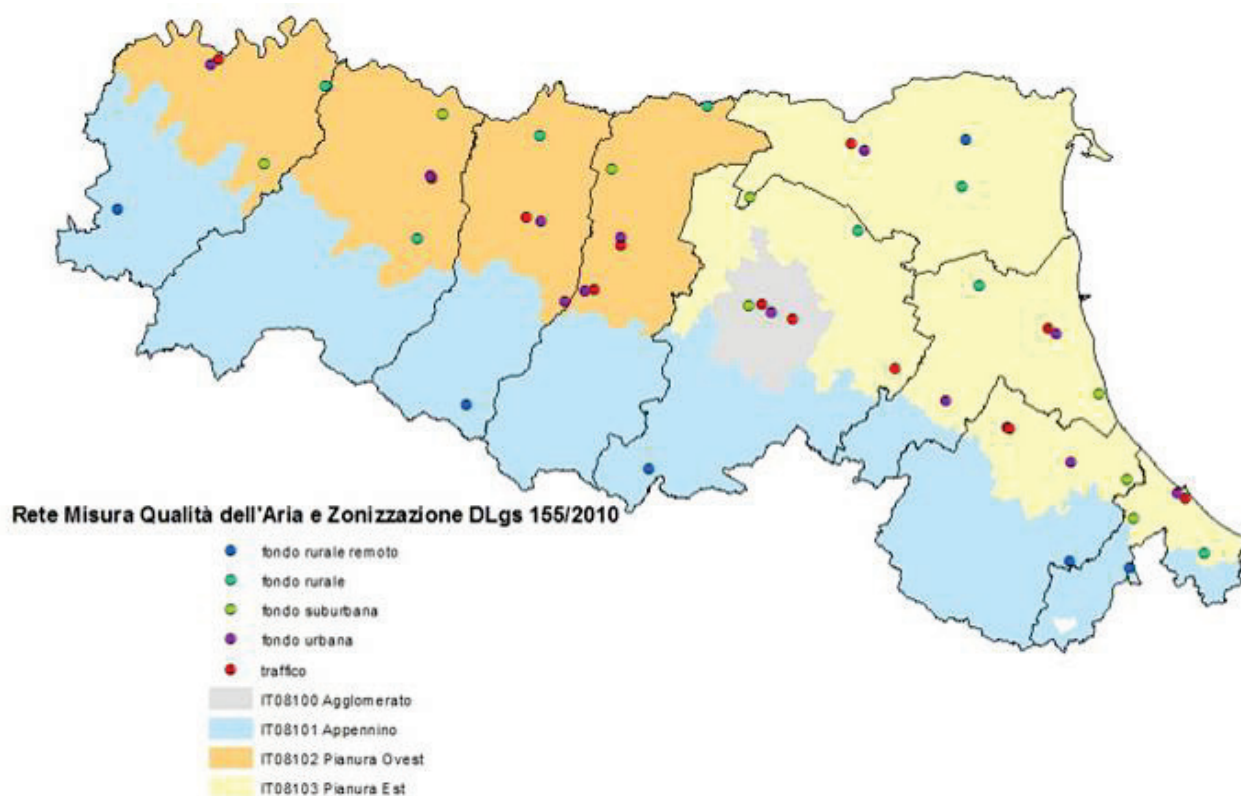 Rete Misura Qualità dell'Aria e Zonizzazione DLgs 155/2010
fondo rurale remoto
fondo rurale
fondo suburbana
fondo urbana
traffico
IT08100 Agglomerato
IT08101 Appennino
IT08102 Pianura Ovest
IT08103 Pianura Est